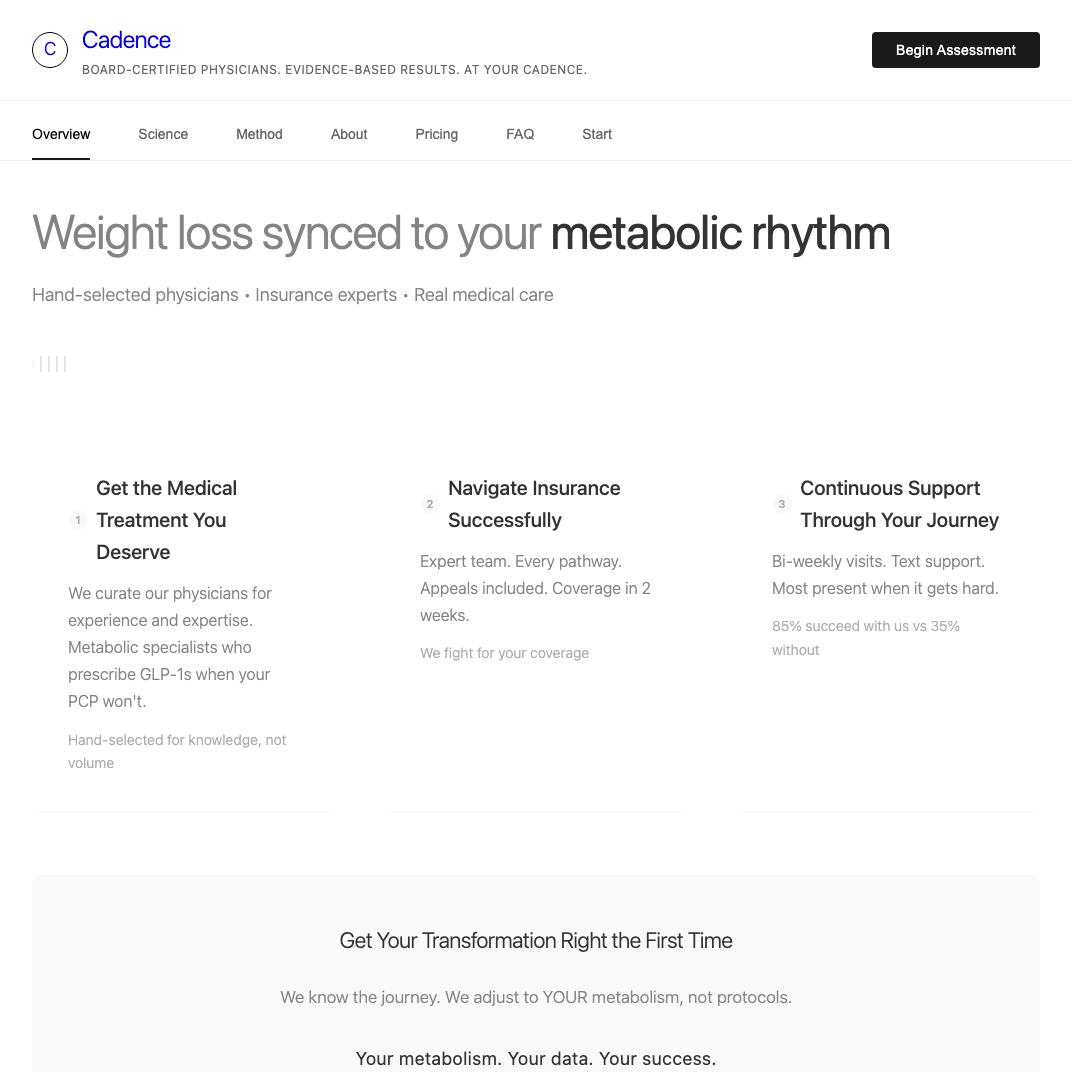 C
Cadence
BOARD-CERTIFIED PHYSICIANS. EVIDENCE-BASED RESULTS. AT YOUR CADENCE.
Begin Assessment
Overview Science Method About Pricing FAQ Start
Weight loss synced to your metabolic rhythm
Hand-selected physicians • Insurance experts • Real medical care
1
Get the Medical
Treatment You
Deserve
We curate our physicians for
experience and expertise.
Metabolic specialists who
prescribe GLP-1s when your
PCP won't.
Hand-selected for knowledge, not
volume
2
Navigate Insurance
Successfully
Expert team. Every pathway.
Appeals included. Coverage in 2
weeks.
We fight for your coverage
3
Continuous Support
Through Your Journey
Bi-weekly visits. Text support.
Most present when it gets hard.
85% succeed with us vs 35%
without
Get Your Transformation Right the First Time
We know the journey. We adjust to YOUR metabolism, not protocols.
Your metabolism. Your data. Your success.